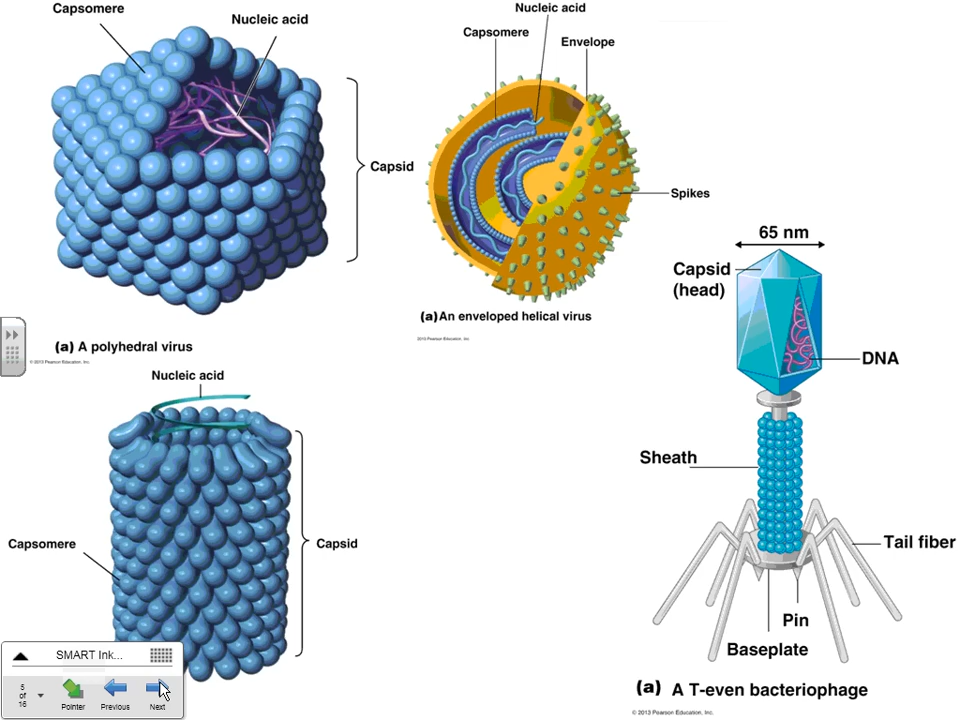 Capsomere
Nucleic acid
Capsid
(a) A polyhedral virus
© 2013 Pearson Education, Inc.
Nucleic acid
Capsomere
Envelope
Spikes
(a) An enveloped helical virus
2013 Pearson Education, Inc
Nucleic acid
Capsomere
Capsid
65 nm
Capsid
(head)
DNA
Sheath
Tail fiber
Pin
Baseplate
(a) A T-even bacteriophage
© 2013 Pearson Education, Inc.
SMART Ink...
5
of
16
Pointer
Previous
Next